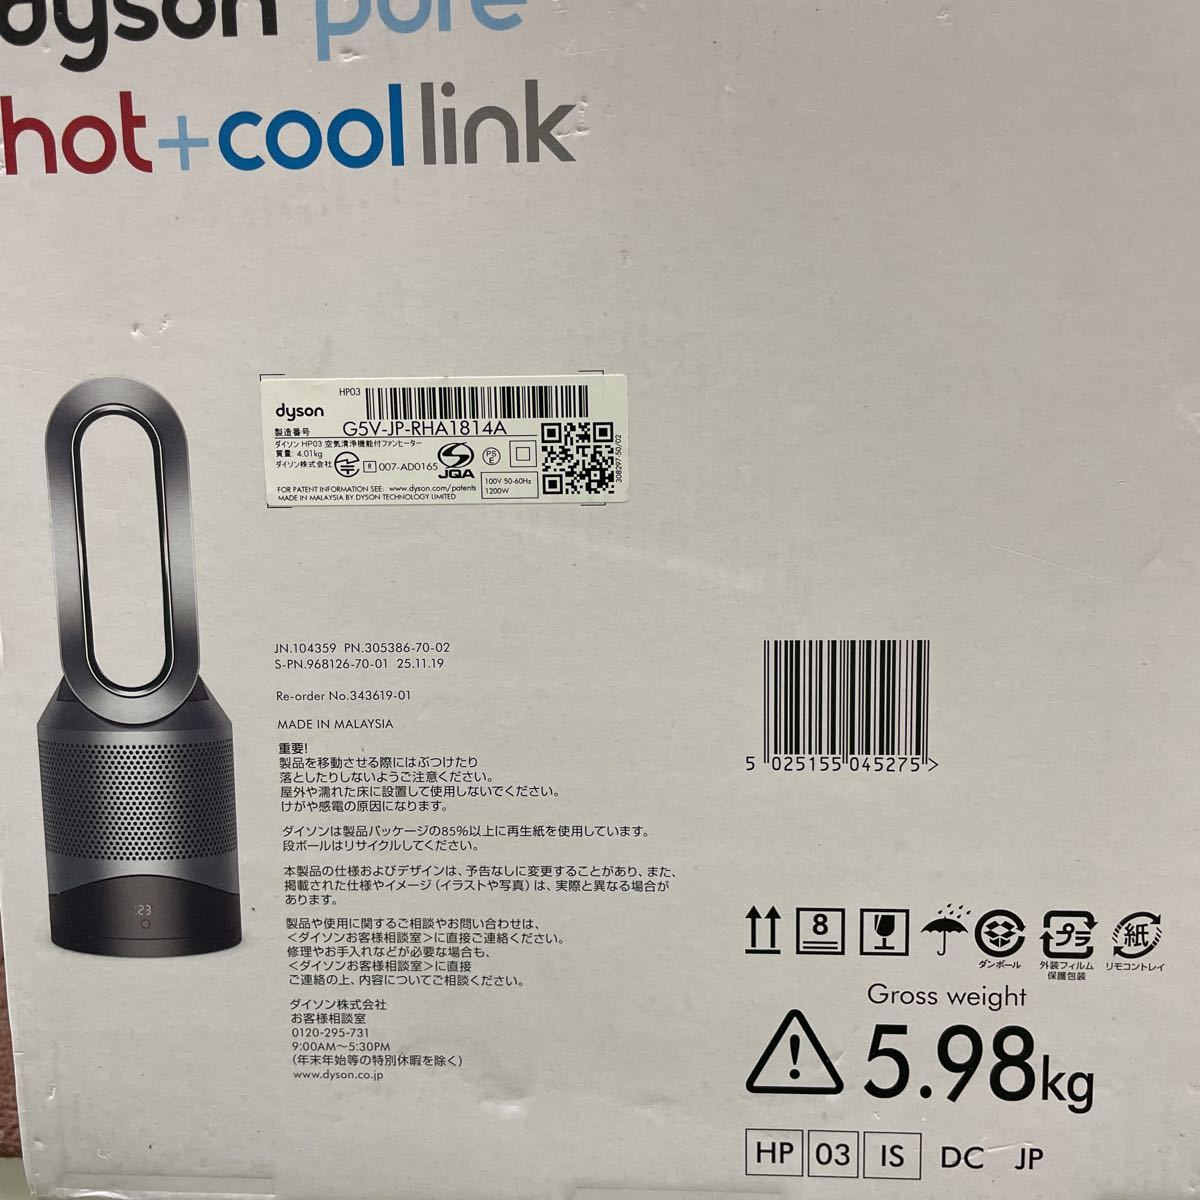 dyson pure
hot+cool link
HP03
dyson
製造番号 G5V-JP-RHA1814A
ダイソン HP03 空気清浄機能付ファンヒーター
質量: 4.01kg
ダイソン株式会社 R 007-AD0165 JQA
PS E
100V 50-60Hz
1200W
FOR PATENT INFORMATION SEE: www.dyson.com/patents
MADE IN MALAYSIA BY DYSON TECHNOLOGY LIMITED
308297-50/02
JN.104359 PN.305386-70-02
S-PN.968126-70-01 25.11.19
Re-order No.343619-01
MADE IN MALAYSIA
重要!
製品を移動させる際にはぶつけたり
落としたりしないようご注意ください。
屋外や濡れた床に設置して使用しないでください。
けがや感電の原因になります。
ダイソンは製品パッケージの85%以上に再生紙を使用しています。
段ボールはリサイクルしてください。
本製品の仕様およびデザインは、予告なしに変更することがあり、また、
掲載された仕様やイメージ（イラストや写真）は、実際と異なる場合が
あります。
製品や使用に関するご相談やお問い合わせは、
＜ダイソンお客様相談室＞に直接ご連絡ください。
修理やお手入れなどが必要な場合も、
＜ダイソンお客様相談室＞に直接
ご連絡の上、内容についてご相談ください。
ダイソン株式会社
お客様相談室
0120-295-731
9:00AM～5:30PM
（年末年始等の特別休暇を除く）
www.dyson.co.jp
123
5 025155 045275 >
8
ダンボール
プラ
外装フィルム
保護包装
紙
リモコントレイ
Gross weight
5.98kg
HP 03 IS DC JP